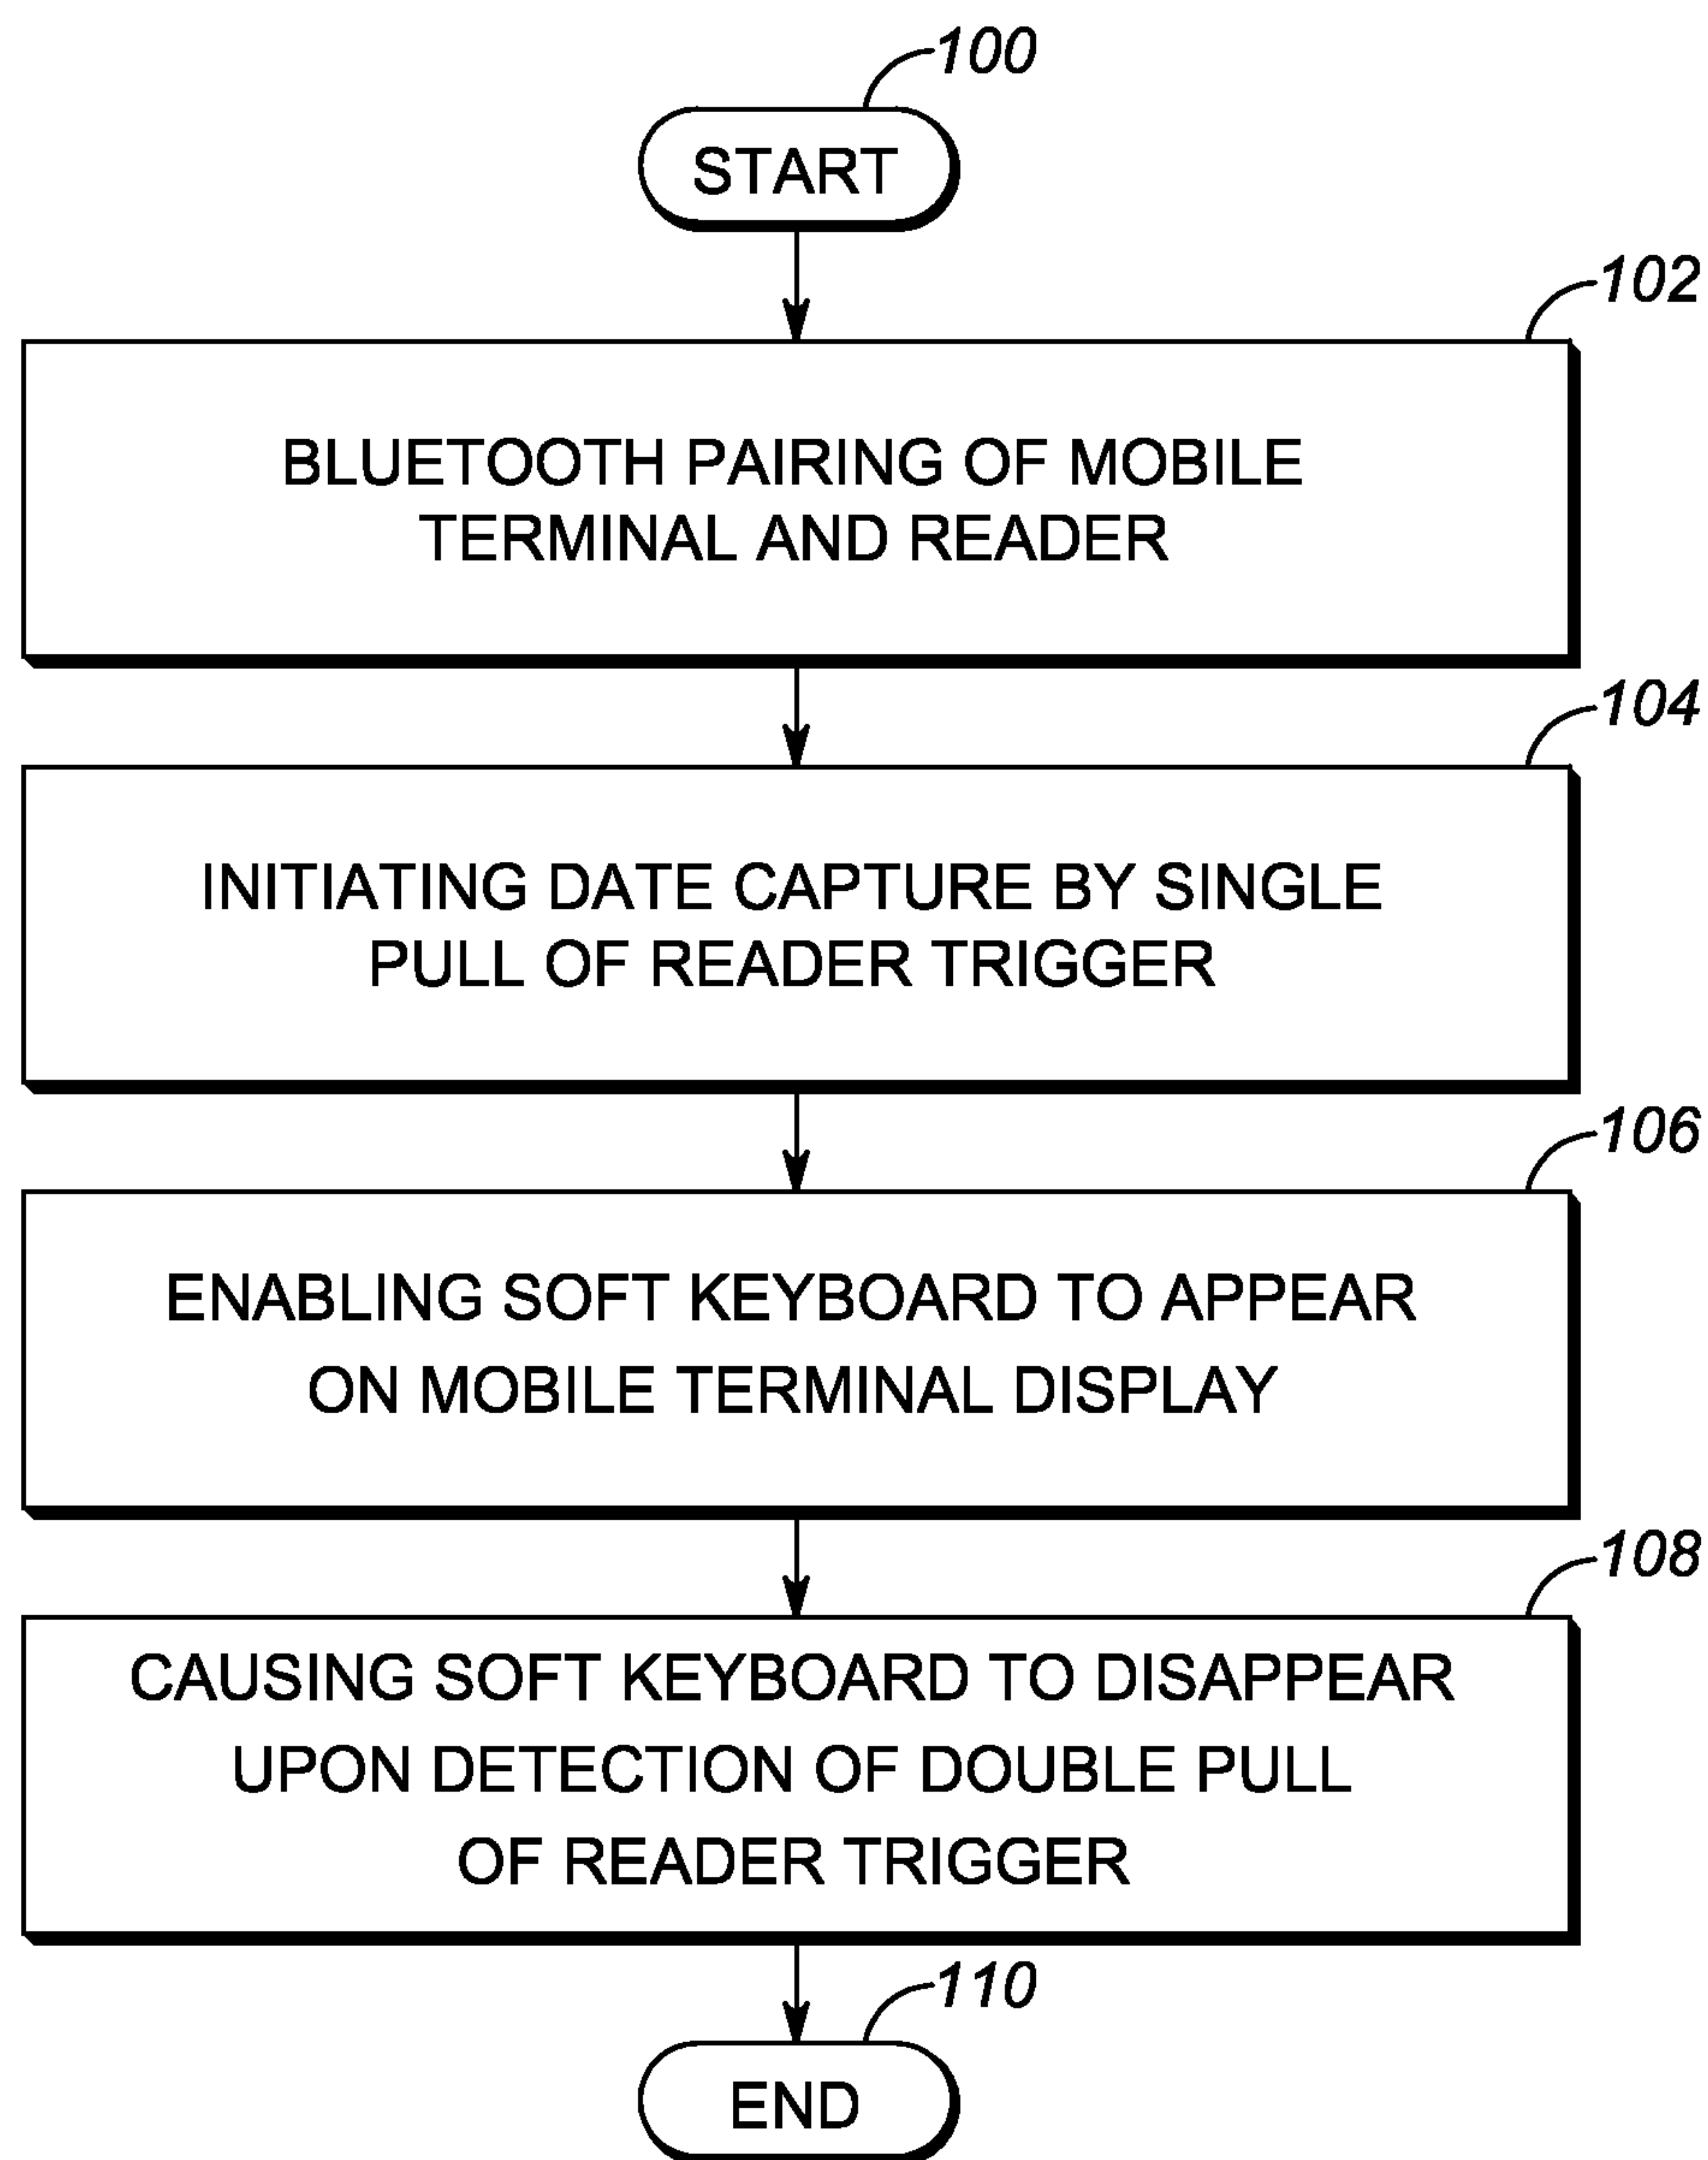 100
START
102
BLUETOOTH PAIRING OF MOBILE
TERMINAL AND READER
104
INITIATING DATE CAPTURE BY SINGLE
PULL OF READER TRIGGER
106
ENABLING SOFT KEYBOARD TO APPEAR
ON MOBILE TERMINAL DISPLAY
108
CAUSING SOFT KEYBOARD TO DISAPPEAR
UPON DETECTION OF DOUBLE PULL
OF READER TRIGGER
110
END